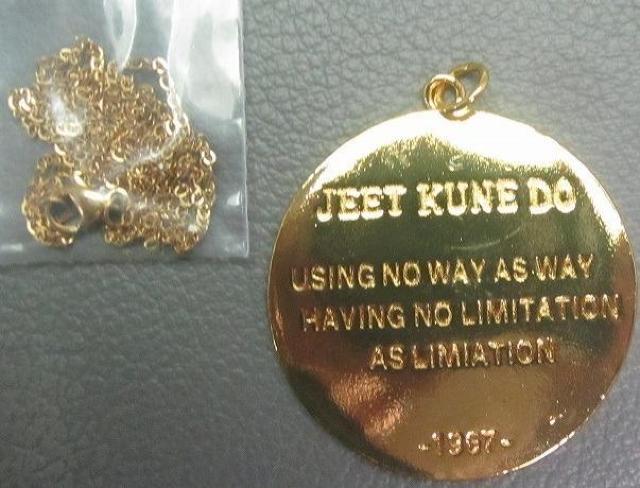 JEET KUNE DO
USING NO WAY AS WAY
HAVING NO LIMITATION
AS LIMIATION
-1967-